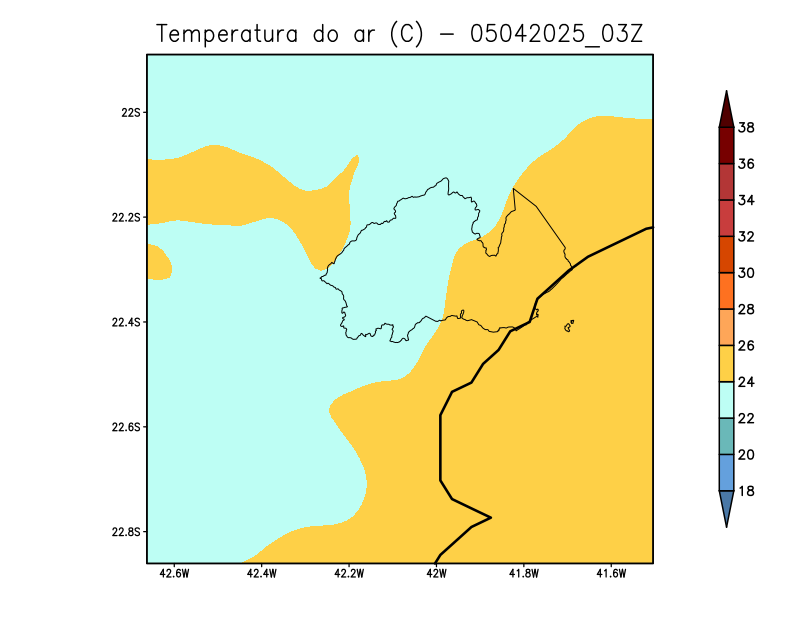 Temperatura do ar (C) - 05042025_03Z
22S
22.2S
22.4S
22.6S
22.8S
42.6W
42.4W
42.2W
42W
41.8W
41.6W
38
36
34
32
30
28
26
24
22
20
18